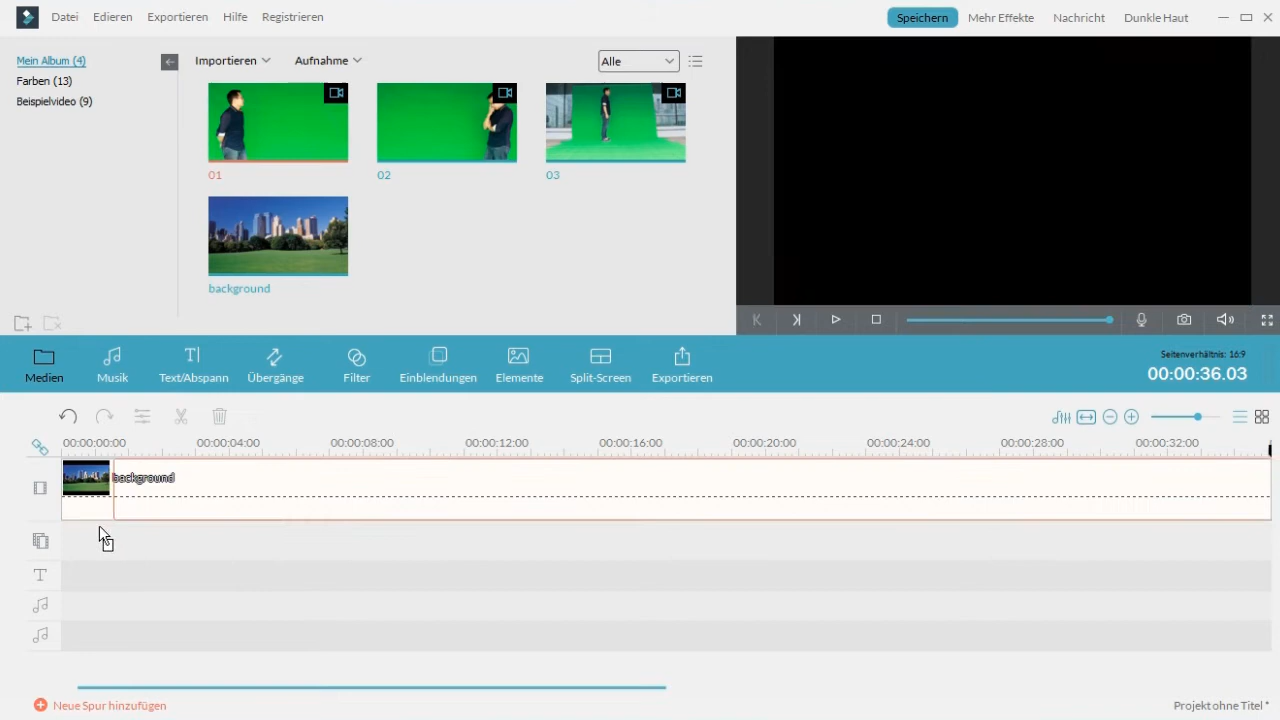 Datei Edieren Exportieren Hilfe Registrieren Speichern Mehr Effekte Nachricht Dunkle Haut
Mein Album (4)
Farben (13)
Beispielvideo (9)
Importieren Aufnahme Alle
01 02 03
background
Seitenverhältnis: 16:9
00:00:36.03
Medien Musik Text/Abspann Übergänge Filter Einblendungen Elemente Split-Screen Exportieren
00:00:00:00 00:00:04:00 00:00:08:00 00:00:12:00 00:00:16:00 00:00:20:00 00:00:24:00 00:00:28:00 00:00:32:00
background
Neue Spur hinzufügen
Projekt ohne Titel *